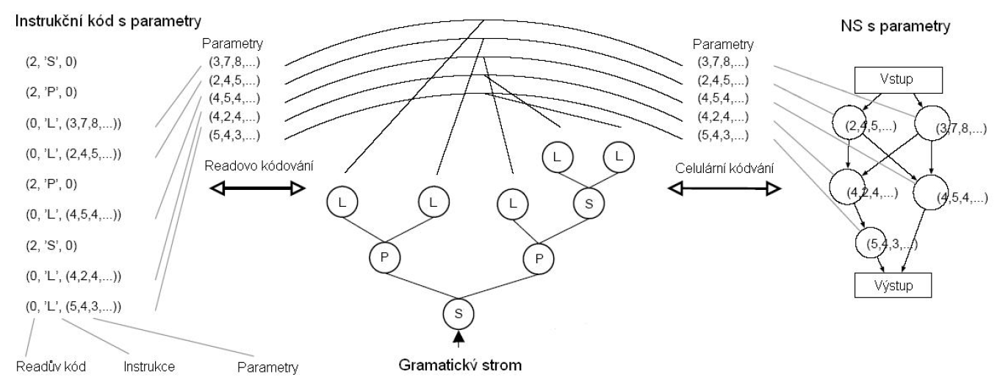 Instrukční kód s parametry
(2, 'S', 0)
(2, 'P', 0)
(0, 'L', (3,7,8,...))
(0, 'L', (2,4,5,...))
(2, 'P', 0)
(0, 'L', (4,5,4,...))
(2, 'S', 0)
(0, 'L', (4,2,4,...))
(0, 'L', (5,4,3,...))
Readův kód
Instrukce
Parametry
Parametry
(3,7,8,...)
(2,4,5,...)
(4,5,4,...)
(4,2,4,...)
(5,4,3,...)
Readovo kódování
L
L
L
L
L
S
P
P
S
Gramatický strom
Parametry
(3,7,8,...)
(2,4,5,...)
(4,5,4,...)
(4,2,4,...)
(5,4,3,...)
Celulární kódvání
NS s parametry
Vstup
(2,4,5,...)
(3,7,8,...)
(4,2,4,...)
(4,5,4,...)
(5,4,3,...)
Výstup